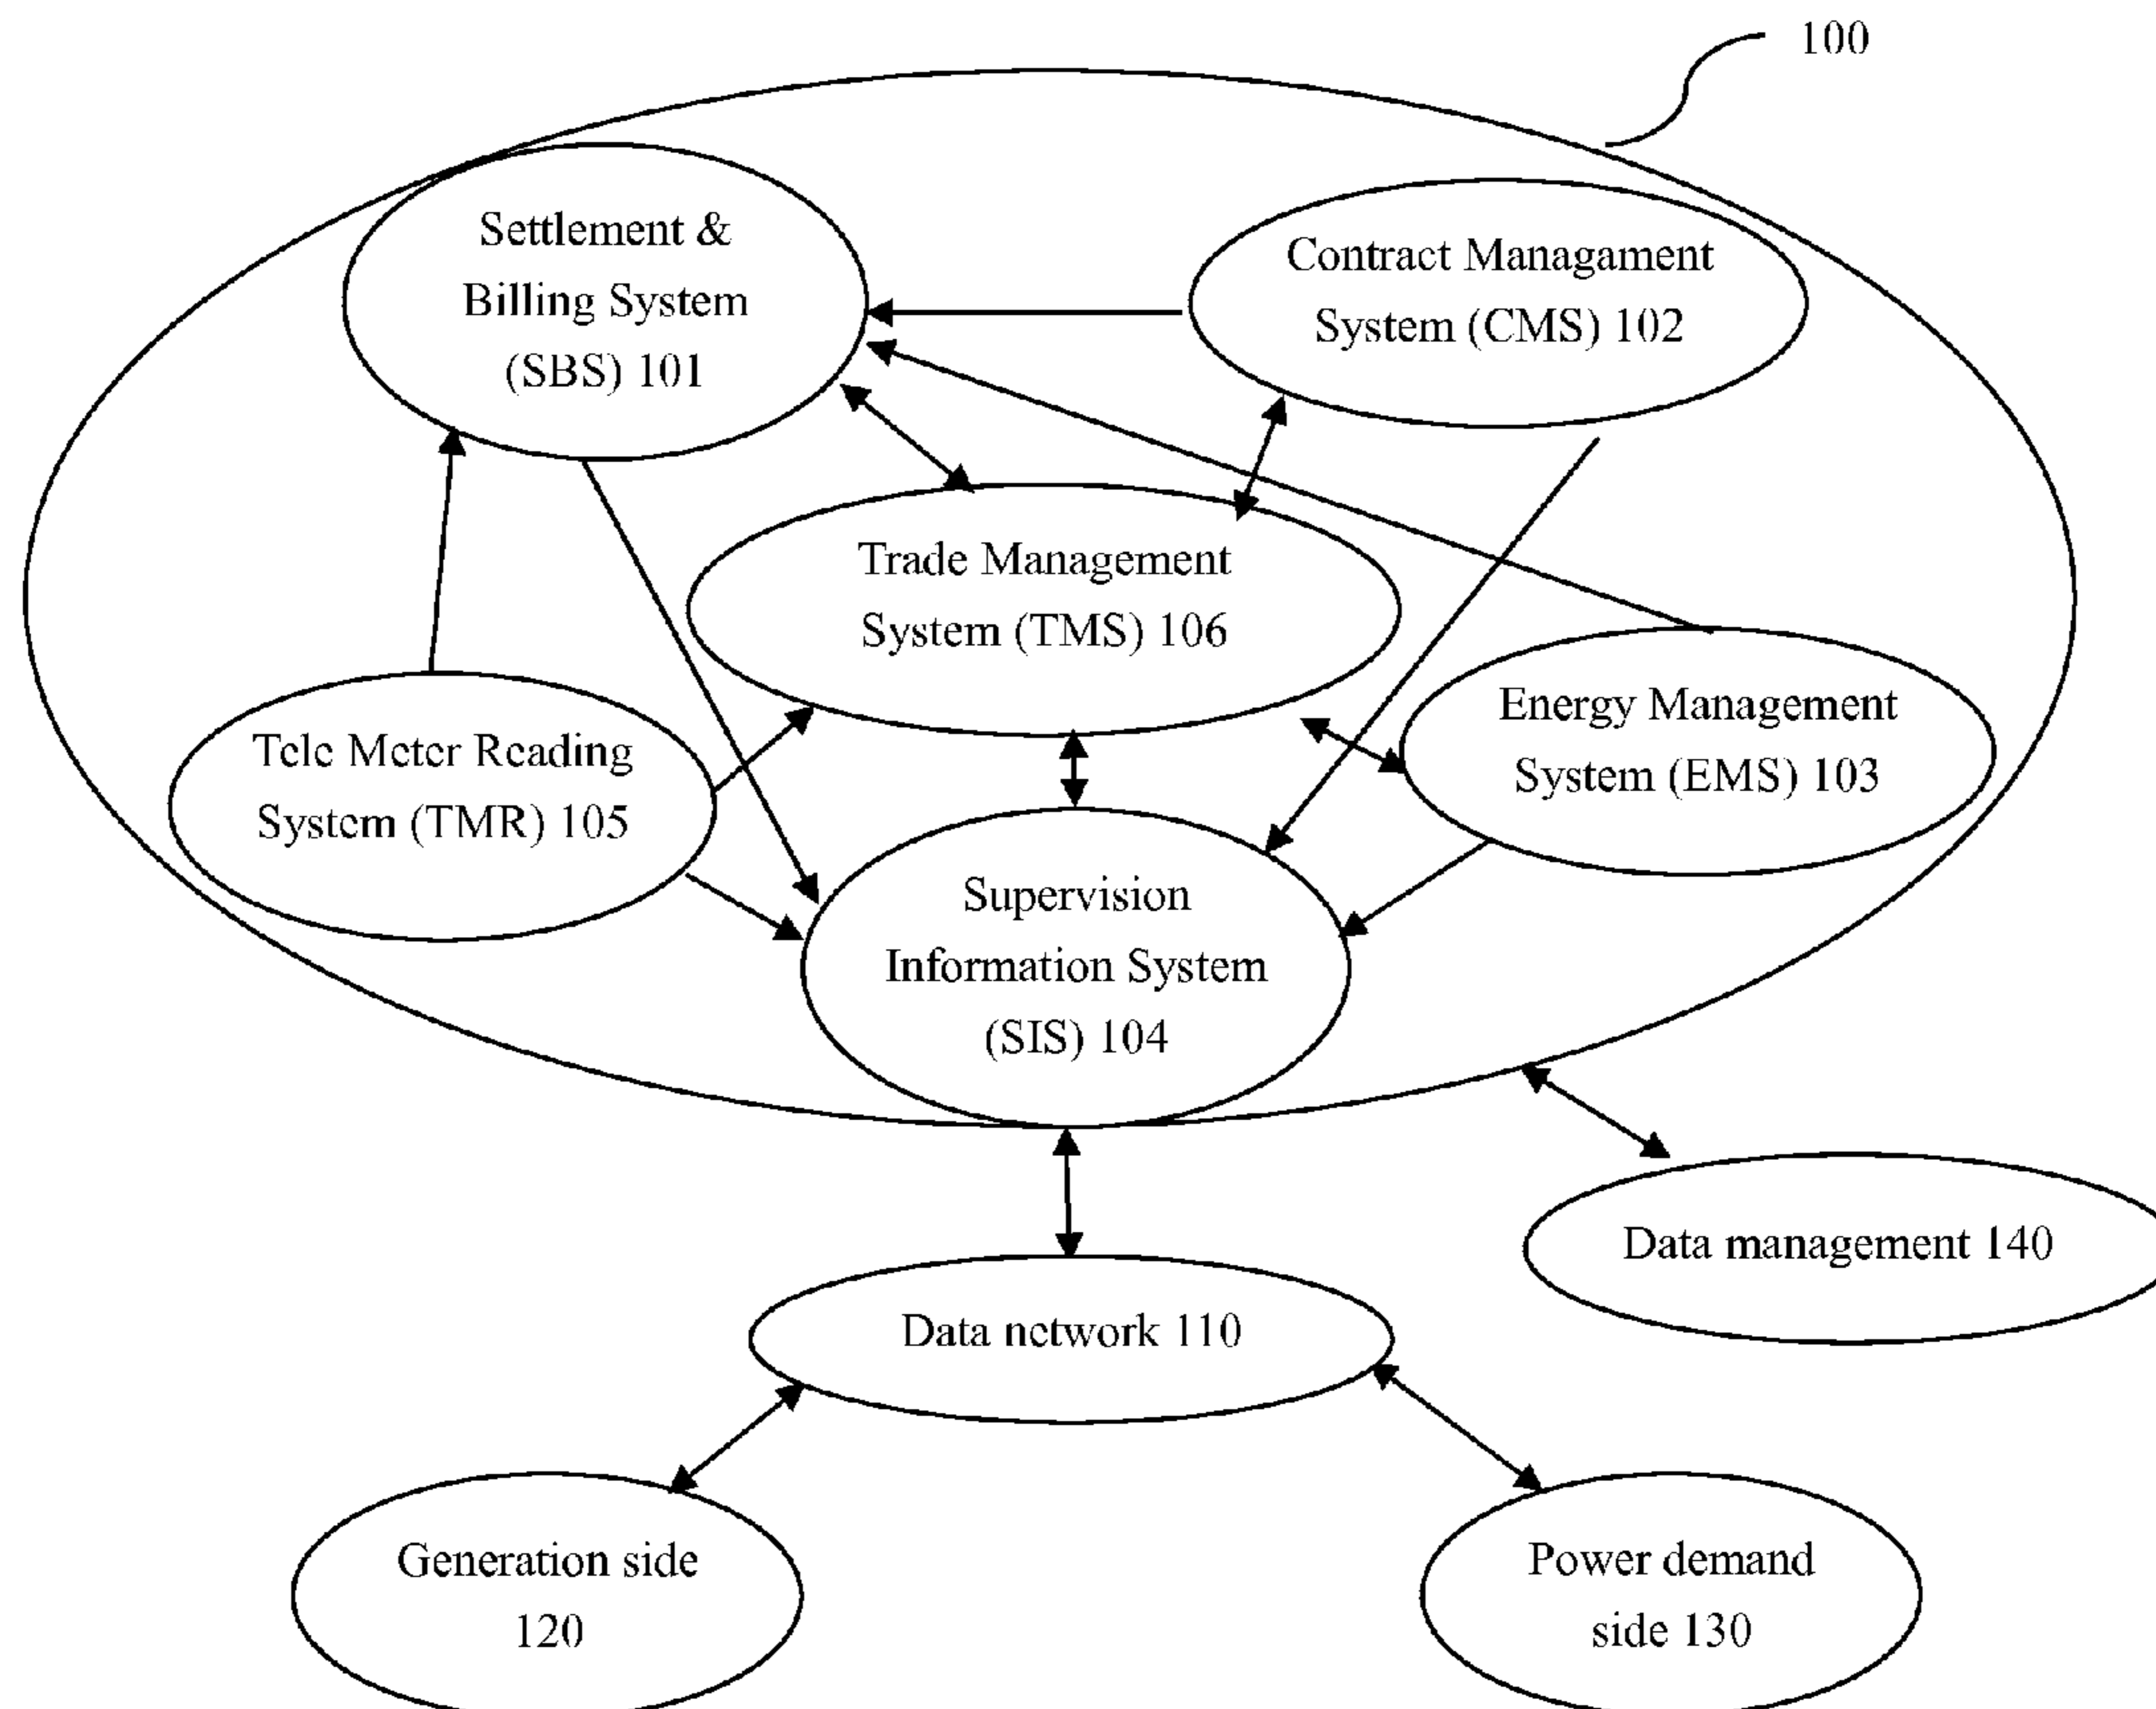 100
Settlement &
Billing System
(SBS) 101
Contract Managament
System (CMS) 102
Trade Management
System (TMS) 106
Energy Management
System (EMS) 103
Tele Meter Reading
System (TMR) 105
Supervision
Information System
(SIS) 104
Data management 140
Data network 110
Generation side
120
Power demand
side 130